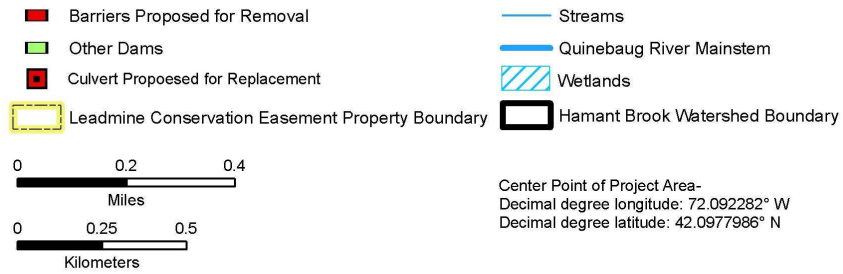 Barriers Proposed for Removal
Other Dams
Culvert Propoesed for Replacement
Leadmine Conservation Easement Property Boundary
Streams
Quinebaug River Mainstem
Wetlands
Hamant Brook Watershed Boundary
0 0.2 0.4
Miles
0 0.25 0.5
Kilometers
Center Point of Project Area-
Decimal degree longitude: 72.092282° W
Decimal degree latitude: 42.0977986° N